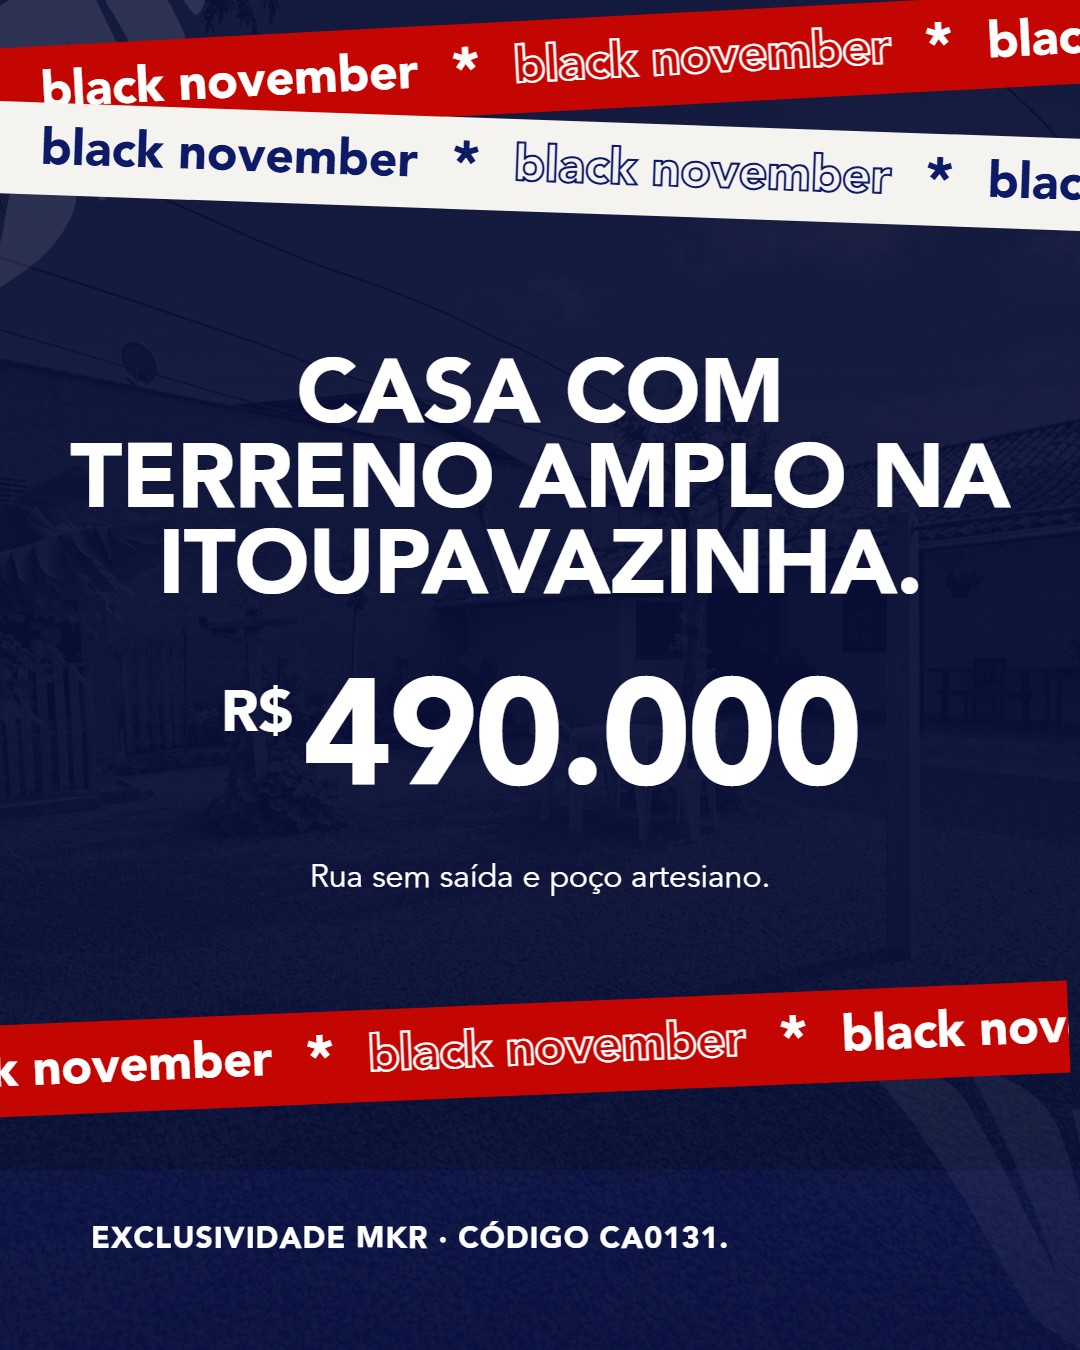 black november * black november * blac
black november * black november * blac
CASA COM
TERRENO AMPLO NA
ITOUPAVAZINHA.
R$ 490.000
Rua sem saída e poço artesiano.
k november * black november * black nov
EXCLUSIVIDADE MKR · CÓDIGO CA0131.